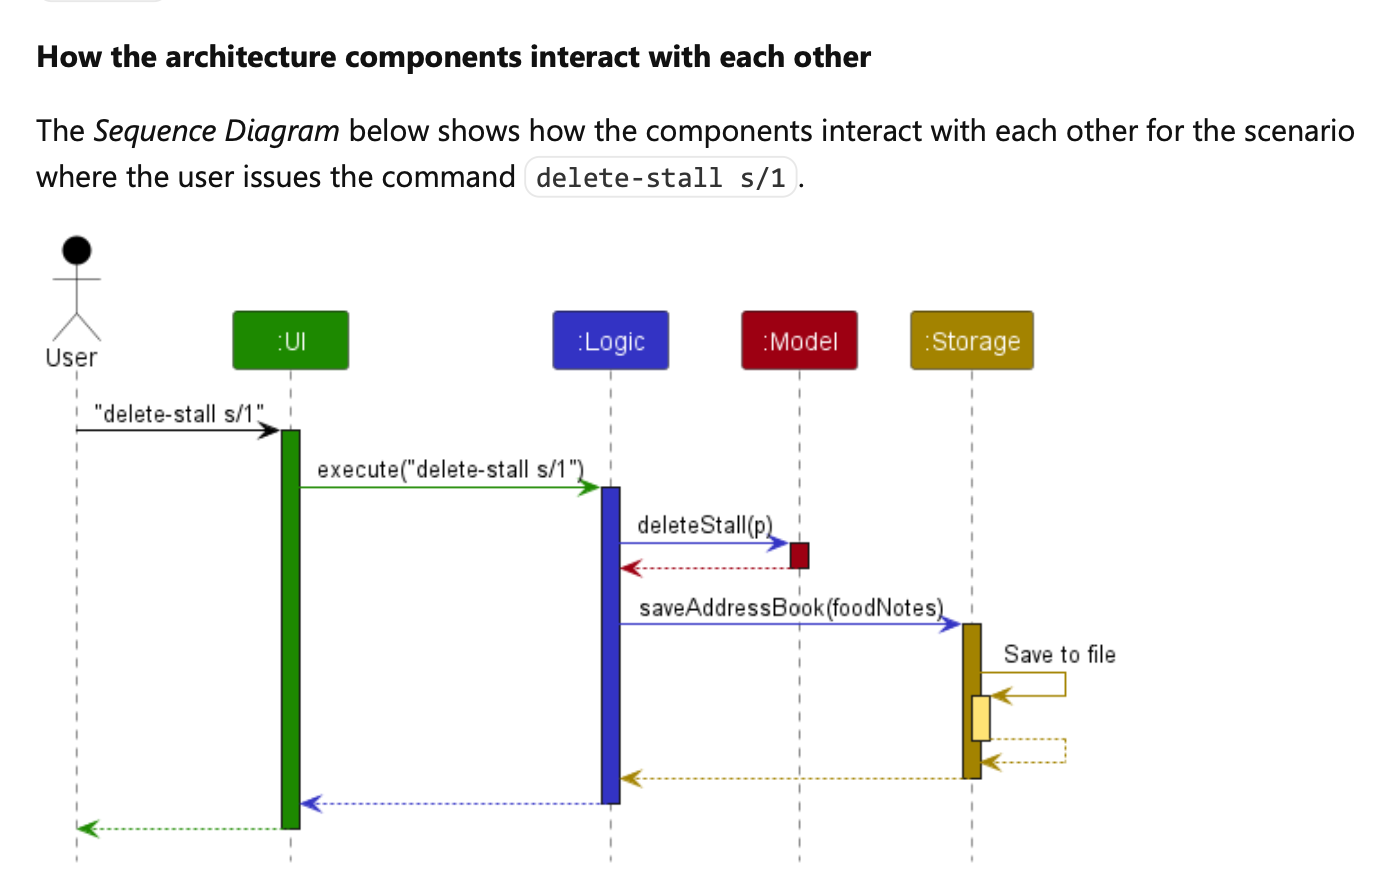 How the architecture components interact with each other
The Sequence Diagram below shows how the components interact with each other for the scenario
where the user issues the command delete-stall s/1.
User
:UI
:Logic
:Model
:Storage
"delete-stall s/1"
execute("delete-stall s/1")
deleteStall(p)
saveAddressBook(foodNotes)
Save to file